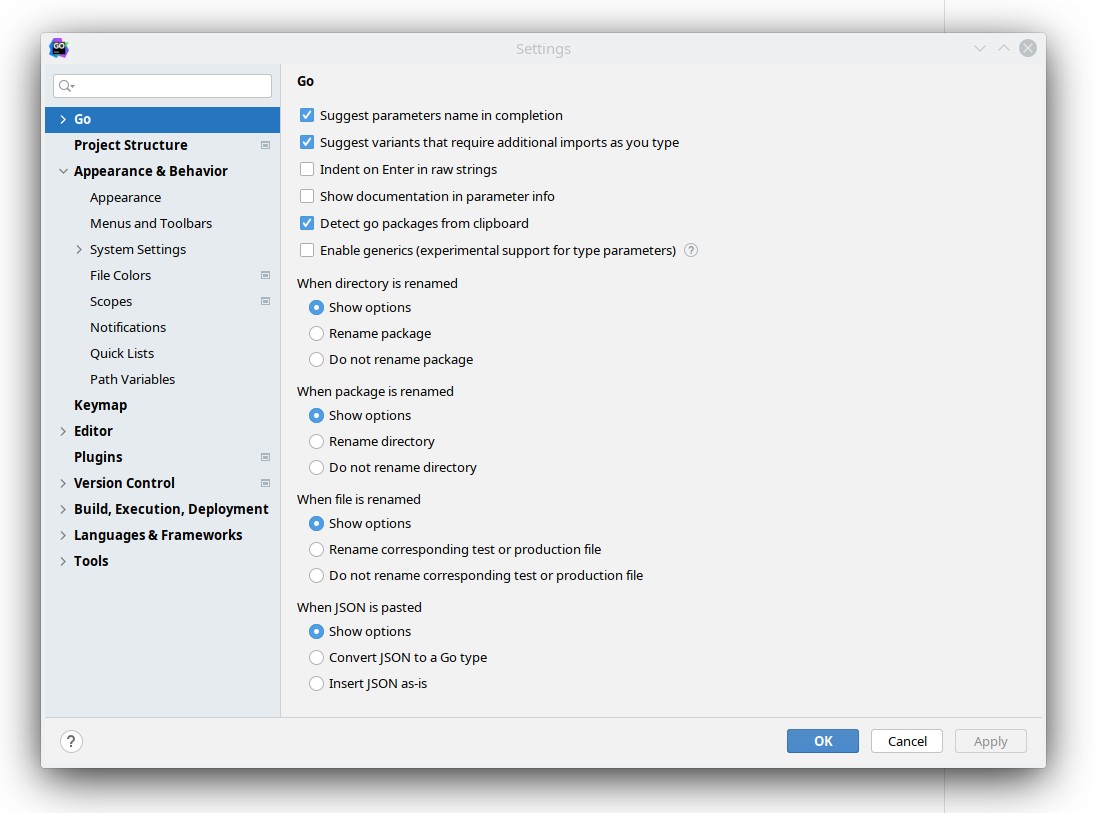 GO
Settings
Go
Project Structure
Appearance & Behavior
Appearance
Menus and Toolbars
System Settings
File Colors
Scopes
Notifications
Quick Lists
Path Variables
Keymap
Editor
Plugins
Version Control
Build, Execution, Deployment
Languages & Frameworks
Tools
Go
Suggest parameters name in completion
Suggest variants that require additional imports as you type
Indent on Enter in raw strings
Show documentation in parameter info
Detect go packages from clipboard
Enable generics (experimental support for type parameters) ?
When directory is renamed
Show options
Rename package
Do not rename package
When package is renamed
Show options
Rename directory
Do not rename directory
When file is renamed
Show options
Rename corresponding test or production file
Do not rename corresponding test or production file
When JSON is pasted
Show options
Convert JSON to a Go type
Insert JSON as-is
?
OK
Cancel
Apply